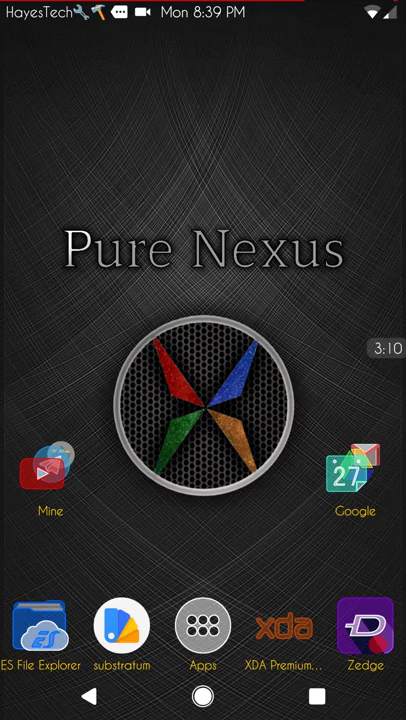 HayesTech🔧🔨 Mon 8:39 PM
Pure Nexus
3:10
27
Mine
Google
ES
ES File Explorer
substratum
Apps
xda
XDA Premium...
Zedge